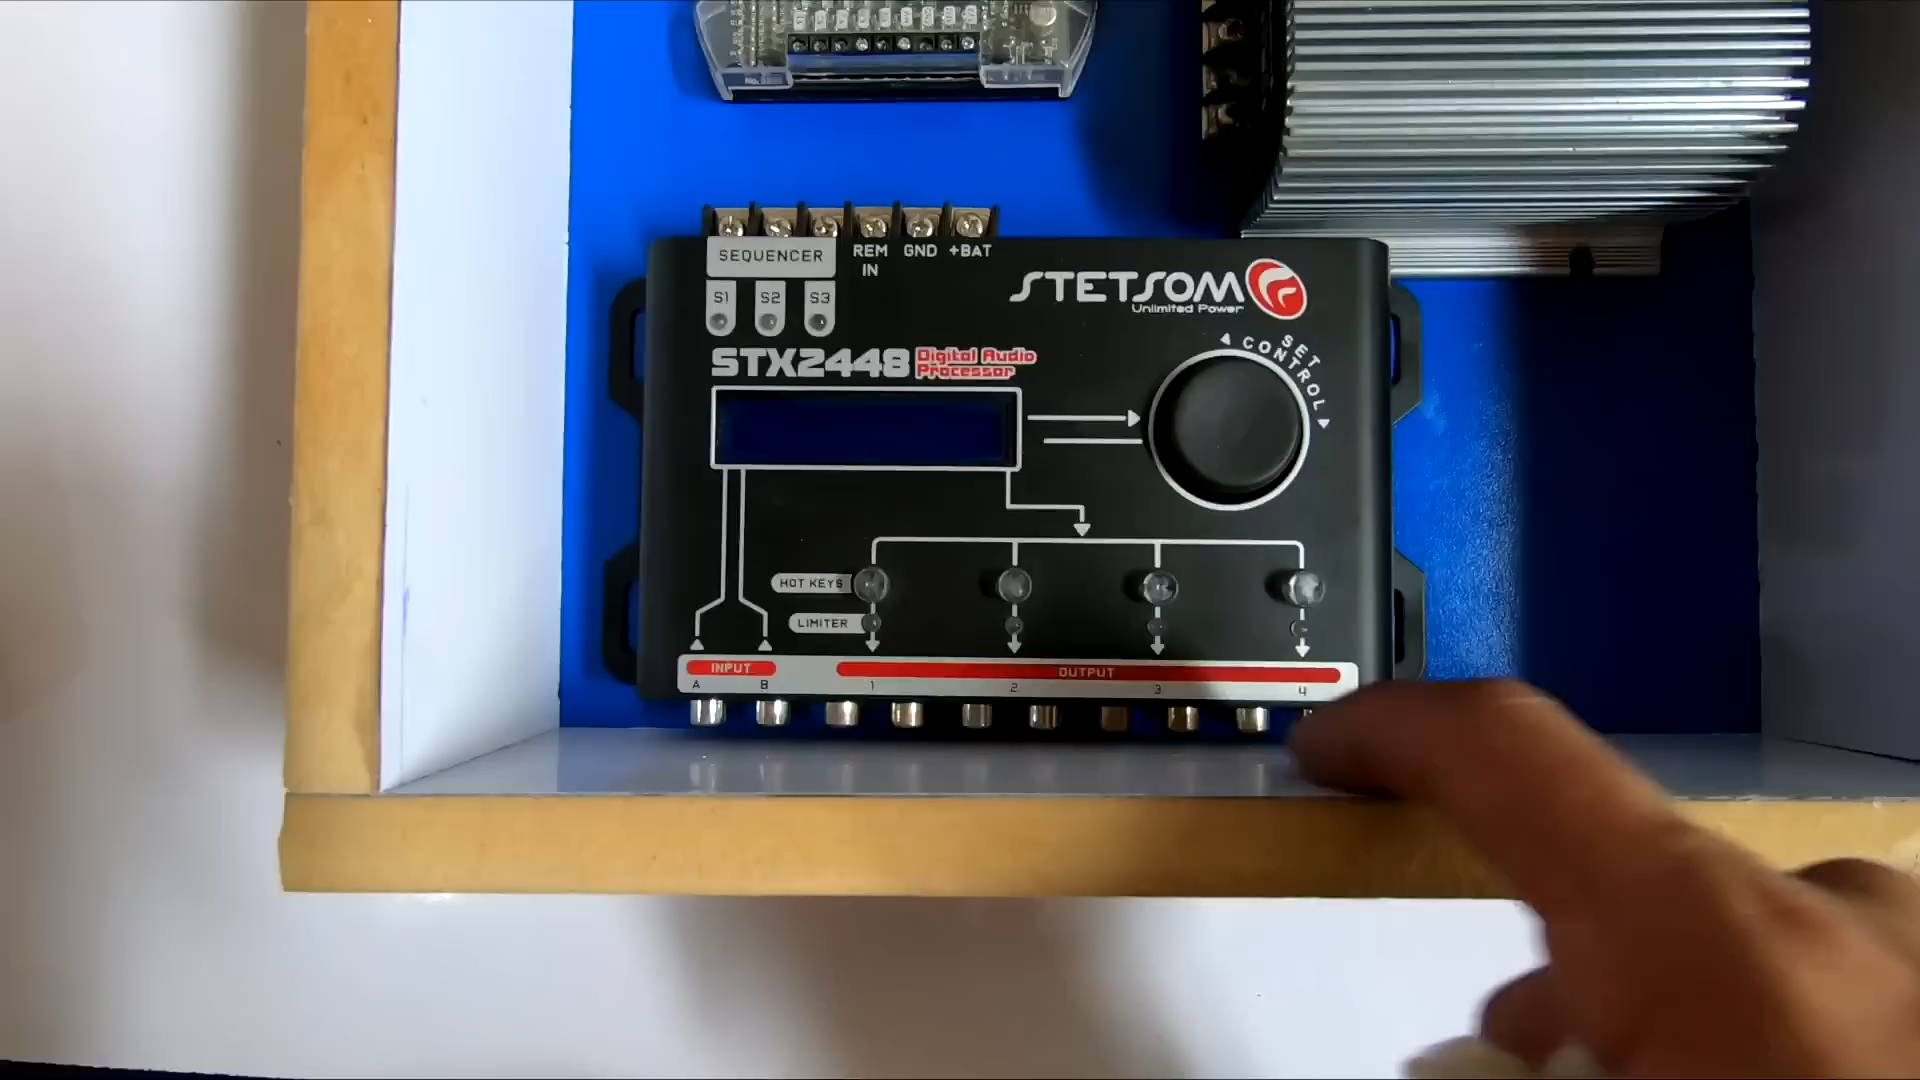 SEQUENCER
REM IN
GND
+BAT
S1
S2
S3
STETSOM
Unlimited Power
STX2448
Digital Audio
Processor
SET
CONTROL
HOT KEYS
LIMITER
INPUT
A
B
OUTPUT
1
2
3
4